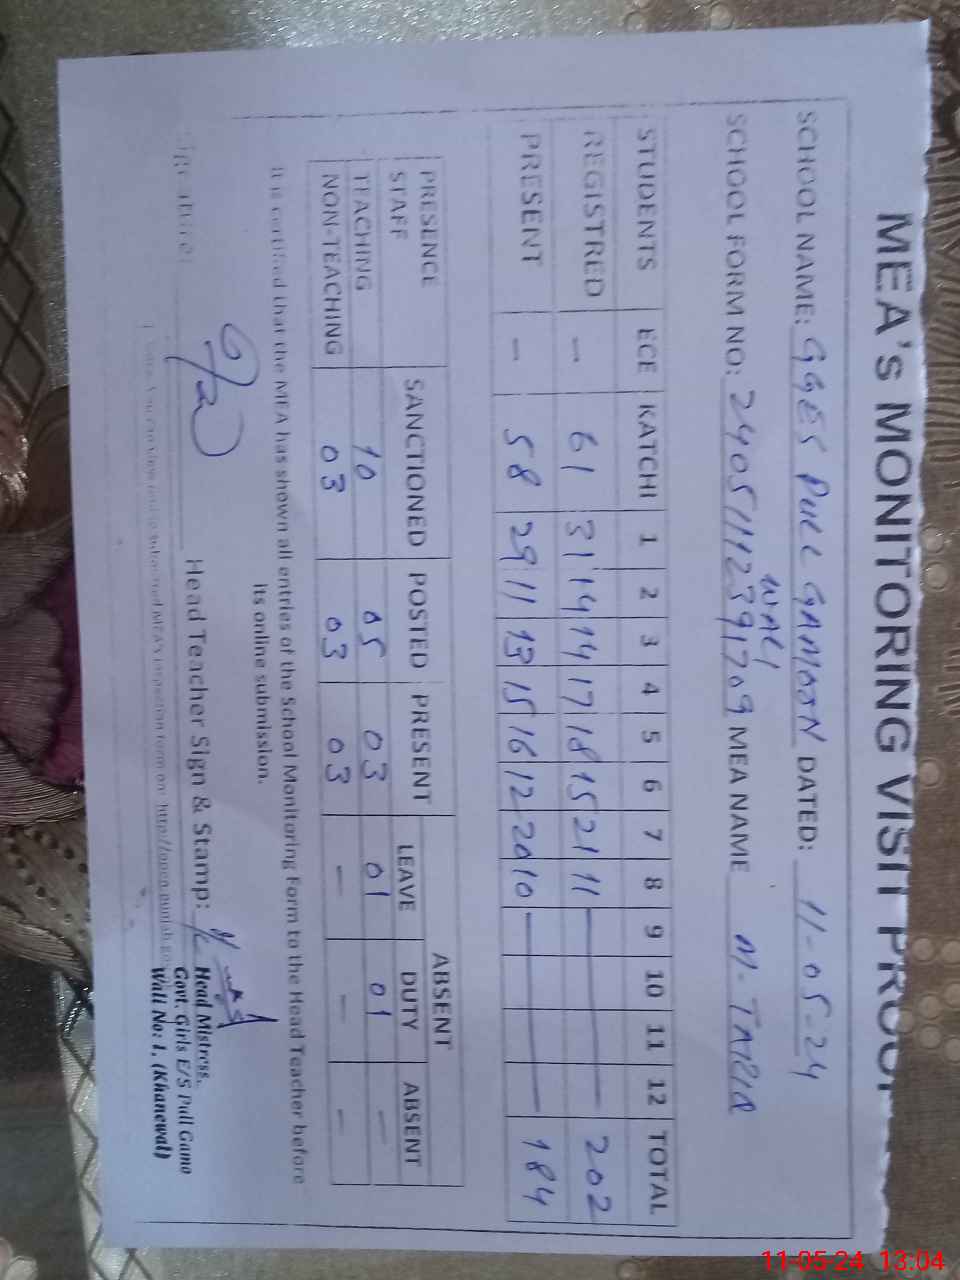 MEA's MONITORING VISIT PROOF
SCHOOL NAME: GGES PULL GAMOON DATED: 11-05-24
WALI
SCHOOL FORM NO: 24051112391709 MEA NAME M. TARIQ
STUDENTS ECE KATCHI 1 2 3 4 5 6 7 8 9 10 11 12 TOTAL
REGISTRED — 61 31 14 14 17 18 15 21 11 — 202
PRESENT — 58 29 11 13 15 16 12 20 10 — 184
PRESENCE STAFF SANCTIONED POSTED PRESENT ABSENT
LEAVE DUTY ABSENT
TEACHING 10 05 03 01 01 —
NON-TEACHING 03 03 03 — — —
It is certified that the MEA has shown all entries of the School Monitoring Form to the Head Teacher before
its online submission.
Signature: Head Teacher Sign & Stamp:
Head Mistress.
Govt. Girls E/S Pull Gamo
Wall No: 1, (Khanewal)
11-05-24 13:04